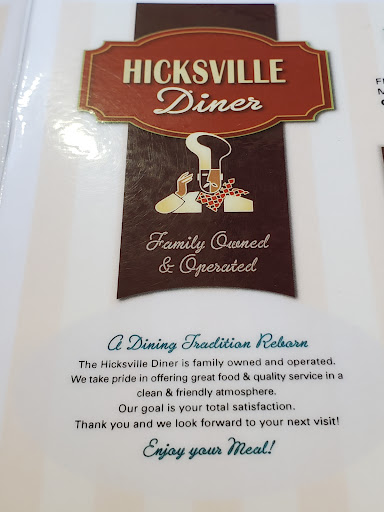 HICKSVILLE
Diner
Family Owned
& Operated
A Dining Tradition Reborn
The Hicksville Diner is family owned and operated.
We take pride in offering great food & quality service in a
clean & friendly atmosphere.
Our goal is your total satisfaction.
Thank you and we look forward to your next visit!
Enjoy your Meal!